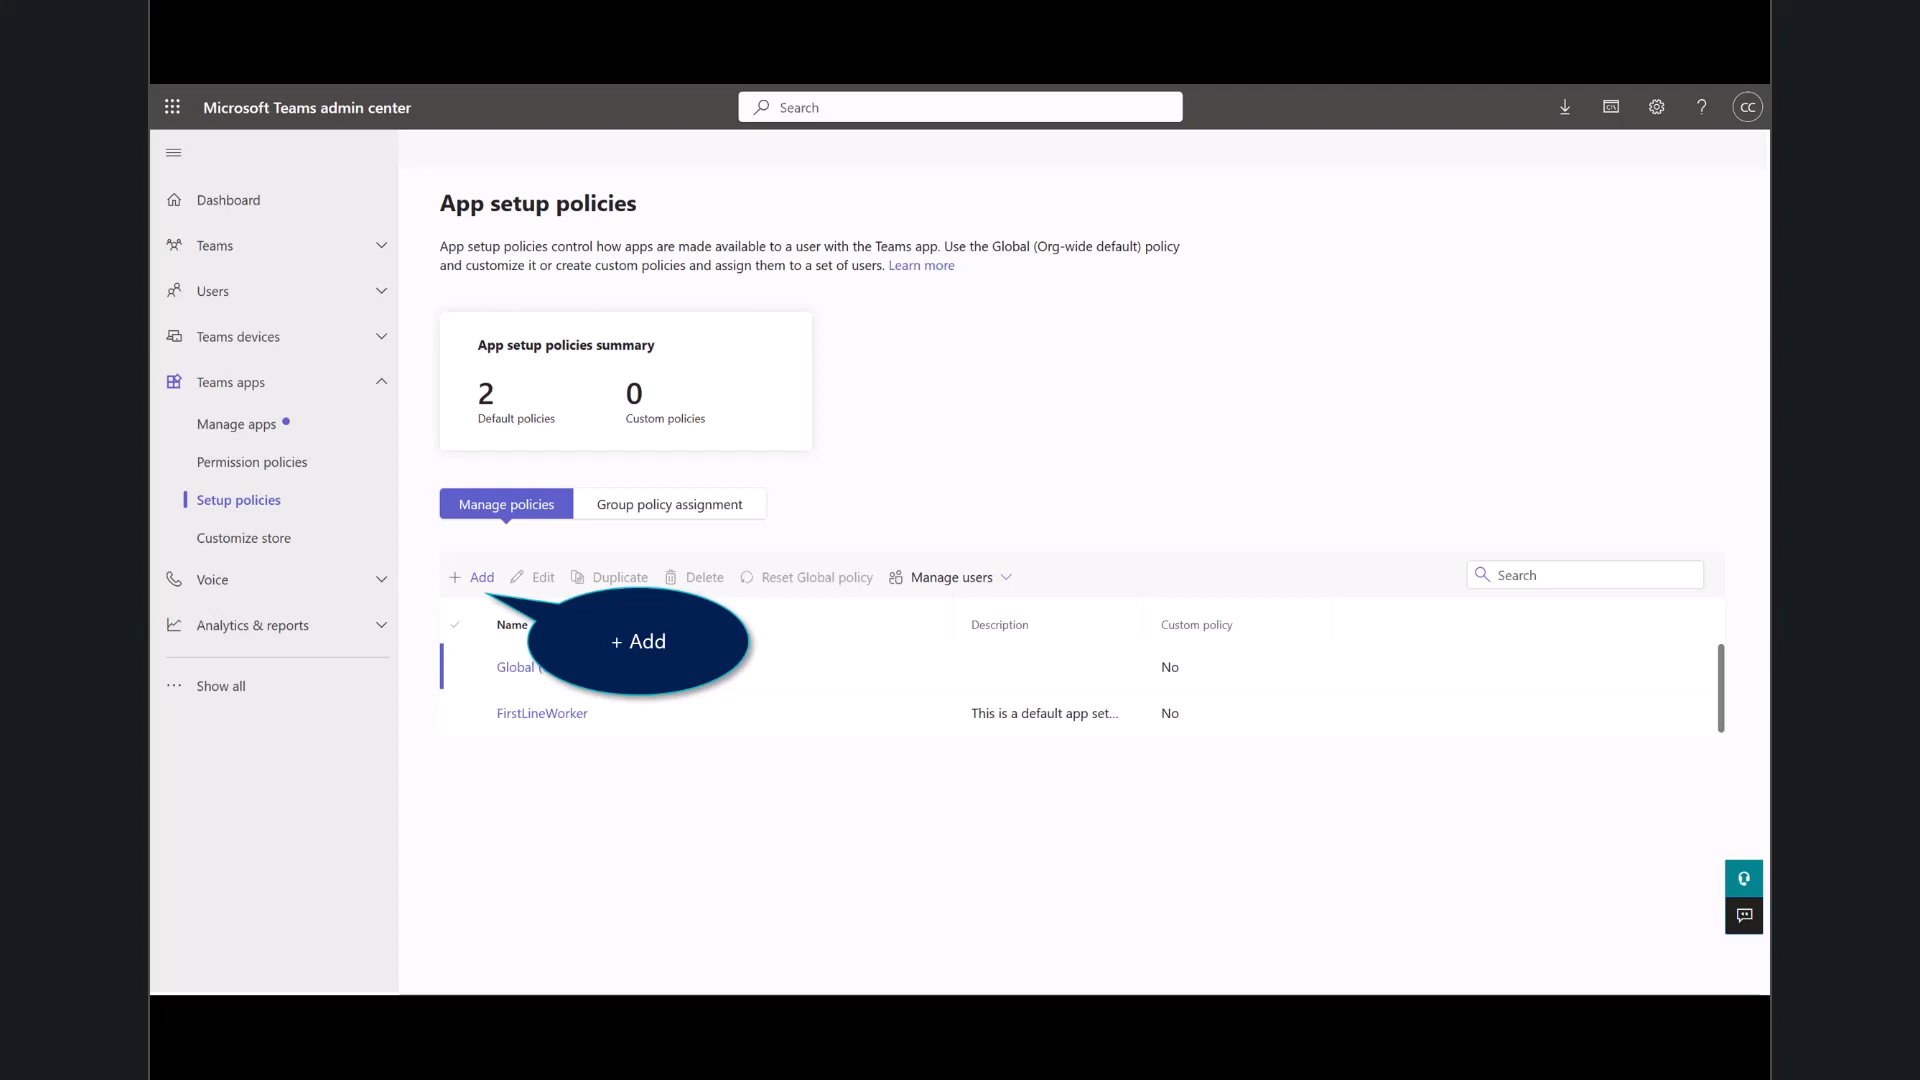 Microsoft Teams admin center
Search
CC
Dashboard
Teams
Users
Teams devices
Teams apps
Manage apps
Permission policies
Setup policies
Customize store
Voice
Analytics & reports
Show all
App setup policies
App setup policies control how apps are made available to a user with the Teams app. Use the Global (Org-wide default) policy
and customize it or create custom policies and assign them to a set of users. Learn more
App setup policies summary
2
Default policies
0
Custom policies
Manage policies
Group policy assignment
+ Add
Edit
Duplicate
Delete
Reset Global policy
Manage users
Search
+ Add
Name
Description
Custom policy
Global (
No
FirstLineWorker
This is a default app set...
No